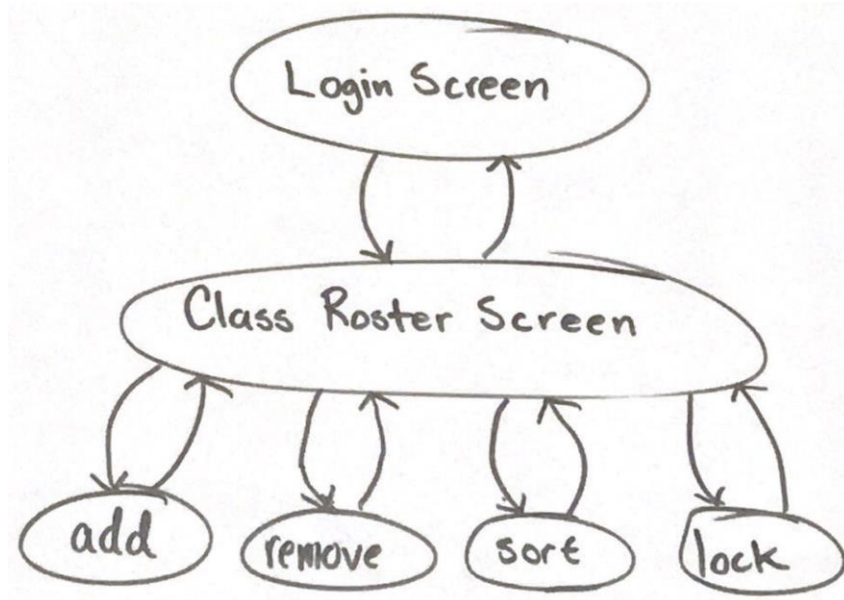 Login Screen
Class Roster Screen
add
remove
sort
lock